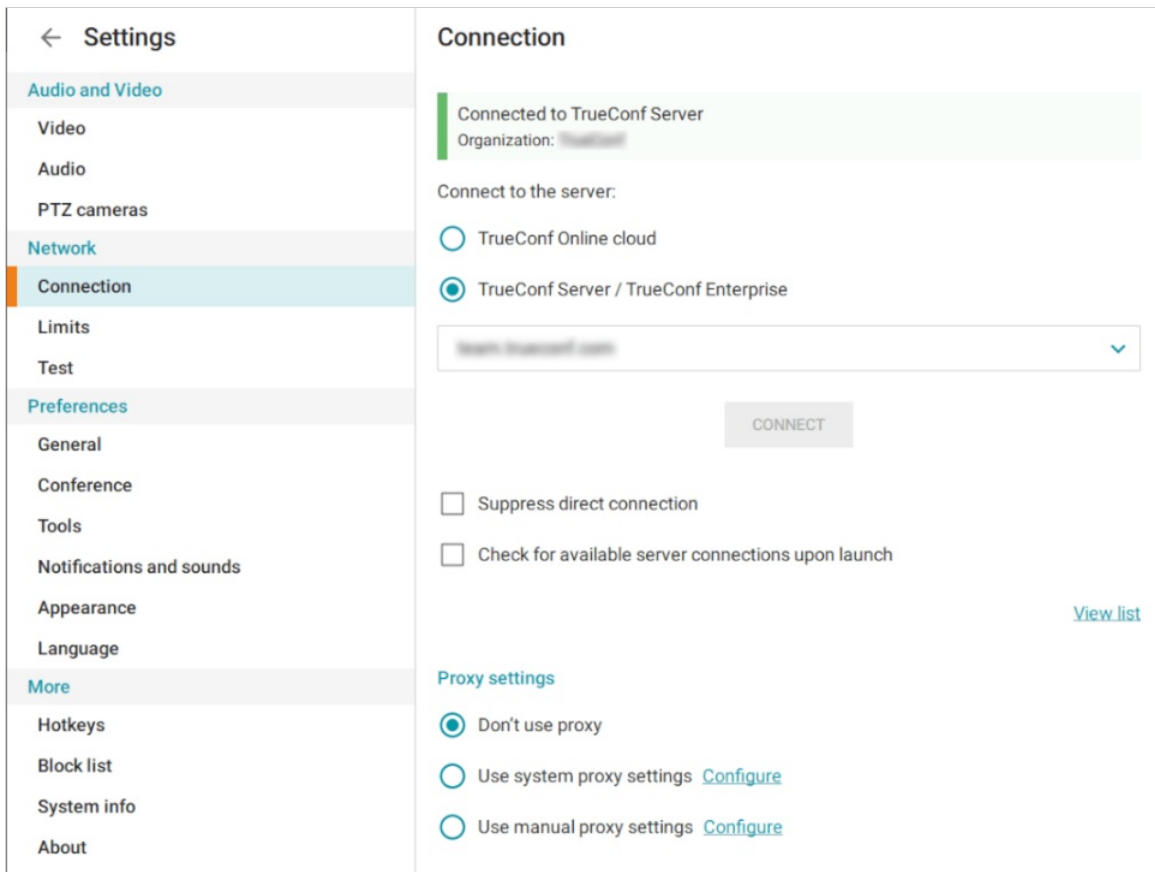 Settings
Audio and Video
Video
Audio
PTZ cameras
Network
Connection
Limits
Test
Preferences
General
Conference
Tools
Notifications and sounds
Appearance
Language
More
Hotkeys
Block list
System info
About
Connection
Connected to TrueConf Server
Organization:
Connect to the server:
TrueConf Online cloud
TrueConf Server / TrueConf Enterprise
CONNECT
Suppress direct connection
Check for available server connections upon launch
View list
Proxy settings
Don't use proxy
Use system proxy settings Configure
Use manual proxy settings Configure